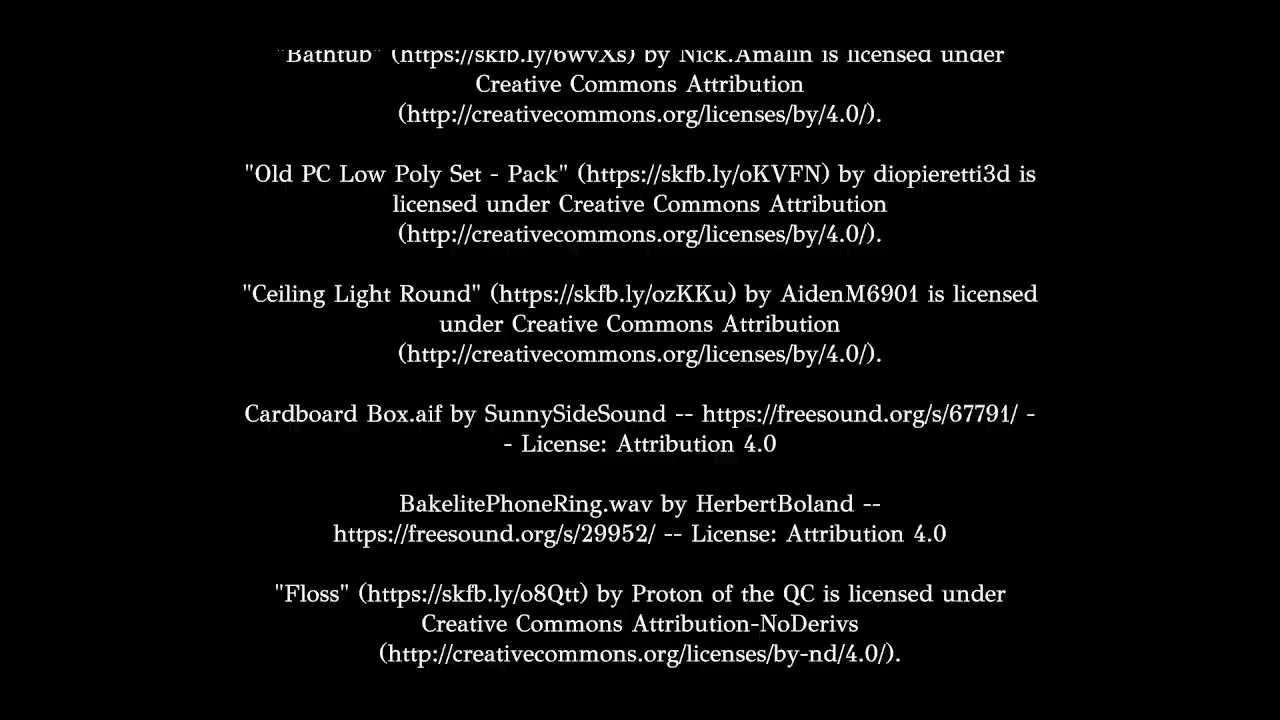 "Bathtub" (https://skfb.ly/6wvXs) by Nick.Amalin is licensed under
Creative Commons Attribution
(http://creativecommons.org/licenses/by/4.0/).
"Old PC Low Poly Set - Pack" (https://skfb.ly/oKVFN) by diopieretti3d is
licensed under Creative Commons Attribution
(http://creativecommons.org/licenses/by/4.0/).
"Ceiling Light Round" (https://skfb.ly/ozKKu) by AidenM6901 is licensed
under Creative Commons Attribution
(http://creativecommons.org/licenses/by/4.0/).
Cardboard Box.aif by SunnySideSound -- https://freesound.org/s/67791/ -
- License: Attribution 4.0
BakelitePhoneRing.wav by HerbertBoland --
https://freesound.org/s/29952/ -- License: Attribution 4.0
"Floss" (https://skfb.ly/o8Qtt) by Proton of the QC is licensed under
Creative Commons Attribution-NoDerivs
(http://creativecommons.org/licenses/by-nd/4.0/).